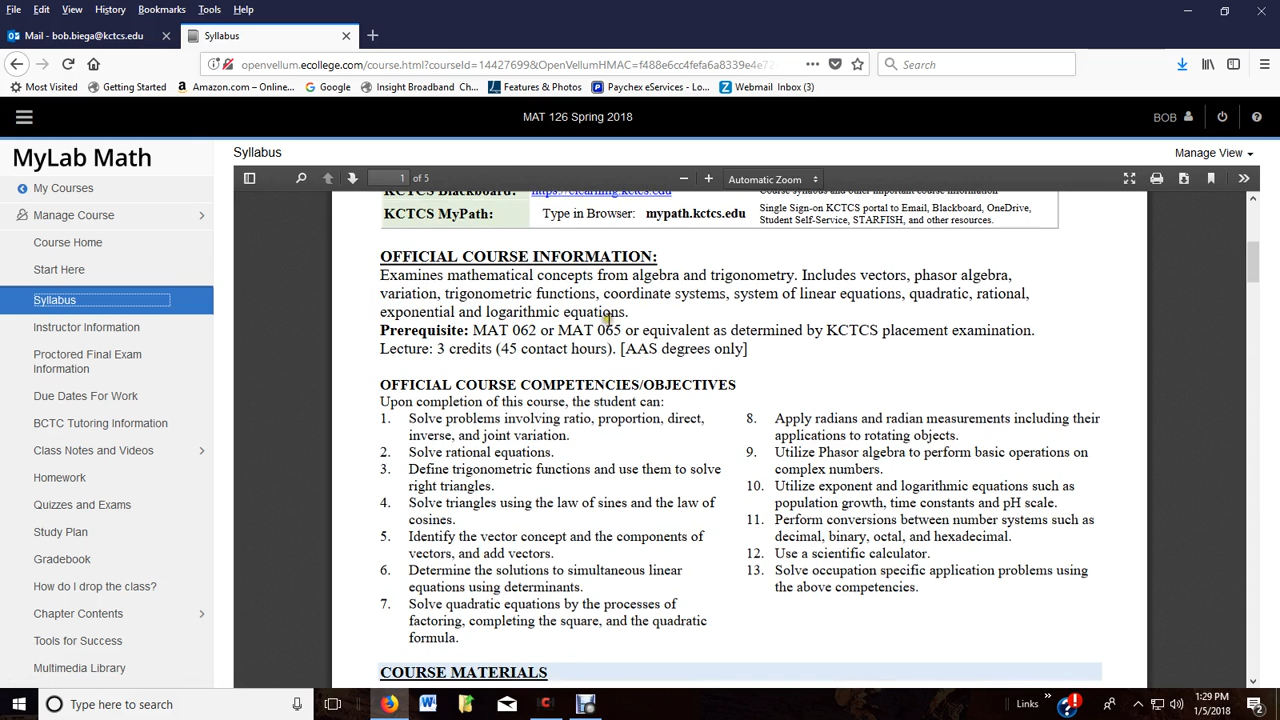 File Edit View History Bookmarks Tools Help
Mail - bob.biega@kctcs.edu
Syllabus
openvellum.ecollege.com/course.html?courseId=14427699&OpenVellumHMAC=f488e6cc4fefa6a8339e4e72
Search
Most Visited Getting Started Amazon.com – Online... Google Insight Broadband Ch... Features & Photos Paychex eServices - Lo... Webmail Inbox (3)
MAT 126 Spring 2018
BOB
MyLab Math
My Courses
Manage Course
Course Home
Start Here
Syllabus
Instructor Information
Proctored Final Exam
Information
Due Dates For Work
BCTC Tutoring Information
Class Notes and Videos
Homework
Quizzes and Exams
Study Plan
Gradebook
How do I drop the class?
Chapter Contents
Tools for Success
Multimedia Library
Syllabus
Manage View
1 of 5
Automatic Zoom
KCTCS Blackboard: https://elearning.kctcs.edu Course syllabus and other important course information
KCTCS MyPath: Type in Browser: mypath.kctcs.edu Single Sign-on KCTCS portal to Email, Blackboard, OneDrive,
Student Self-Service, STARFISH, and other resources.
OFFICIAL COURSE INFORMATION:
Examines mathematical concepts from algebra and trigonometry. Includes vectors, phasor algebra,
variation, trigonometric functions, coordinate systems, system of linear equations, quadratic, rational,
exponential and logarithmic equations.
Prerequisite: MAT 062 or MAT 065 or equivalent as determined by KCTCS placement examination.
Lecture: 3 credits (45 contact hours). [AAS degrees only]
OFFICIAL COURSE COMPETENCIES/OBJECTIVES
Upon completion of this course, the student can:
1. Solve problems involving ratio, proportion, direct,
inverse, and joint variation.
2. Solve rational equations.
3. Define trigonometric functions and use them to solve
right triangles.
4. Solve triangles using the law of sines and the law of
cosines.
5. Identify the vector concept and the components of
vectors, and add vectors.
6. Determine the solutions to simultaneous linear
equations using determinants.
7. Solve quadratic equations by the processes of
factoring, completing the square, and the quadratic
formula.
8. Apply radians and radian measurements including their
applications to rotating objects.
9. Utilize Phasor algebra to perform basic operations on
complex numbers.
10. Utilize exponent and logarithmic equations such as
population growth, time constants and pH scale.
11. Perform conversions between number systems such as
decimal, binary, octal, and hexadecimal.
12. Use a scientific calculator.
13. Solve occupation specific application problems using
the above competencies.
COURSE MATERIALS
Type here to search
Links
1:29 PM
1/5/2018